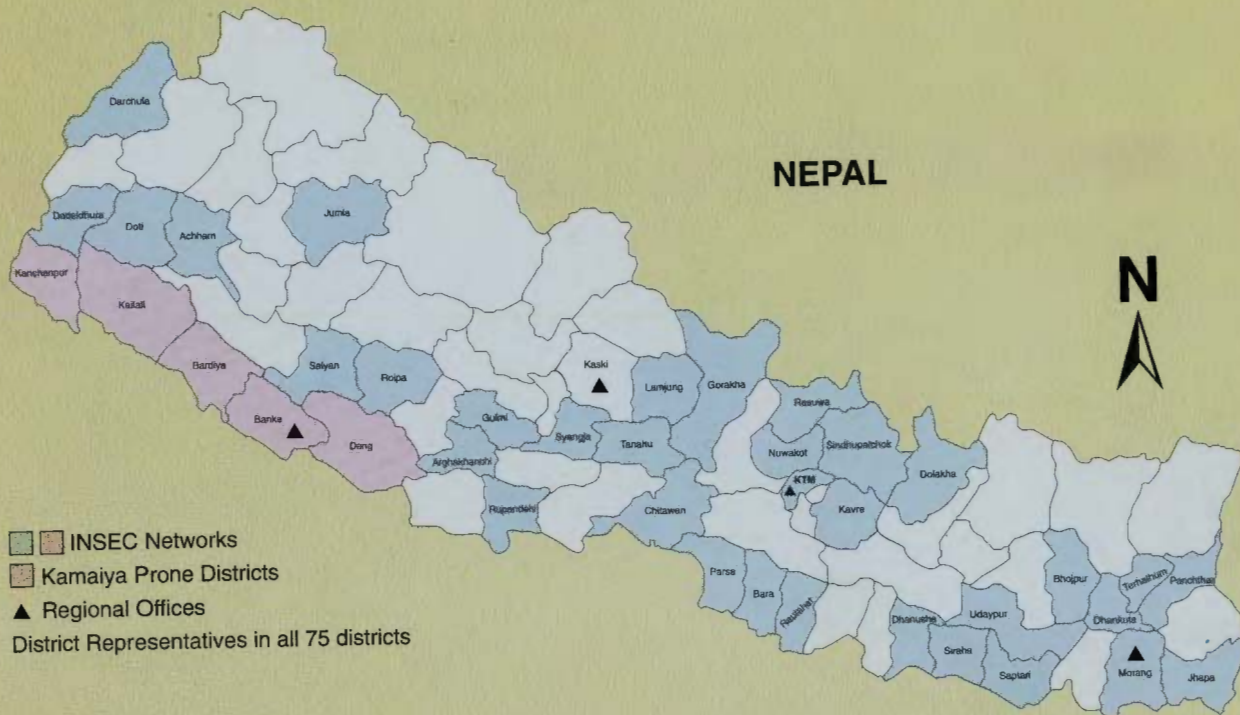 NEPAL
N
Darchula
Dadeldhura
Doti
Achham
Jumla
Kanchanpur
Kailali
Bardiya
Salyan
Rolpa
Kaski
Lamjung
Gorakha
Banke
Dang
Gulmi
Syangja
Tanahu
Arghakhanchi
Rupandehi
Chitawan
Rasuwa
Nuwakot
Sindhupalchok
Dolakha
KTM
Kavre
Parsa
Bara
Rautahat
Dhanusha
Siraha
Saptari
Udaypur
Bhojpur
Terhathum
Panchthar
Dhankuta
Morang
Jhapa
INSEC Networks
Kamaiya Prone Districts
Regional Offices
District Representatives in all 75 districts